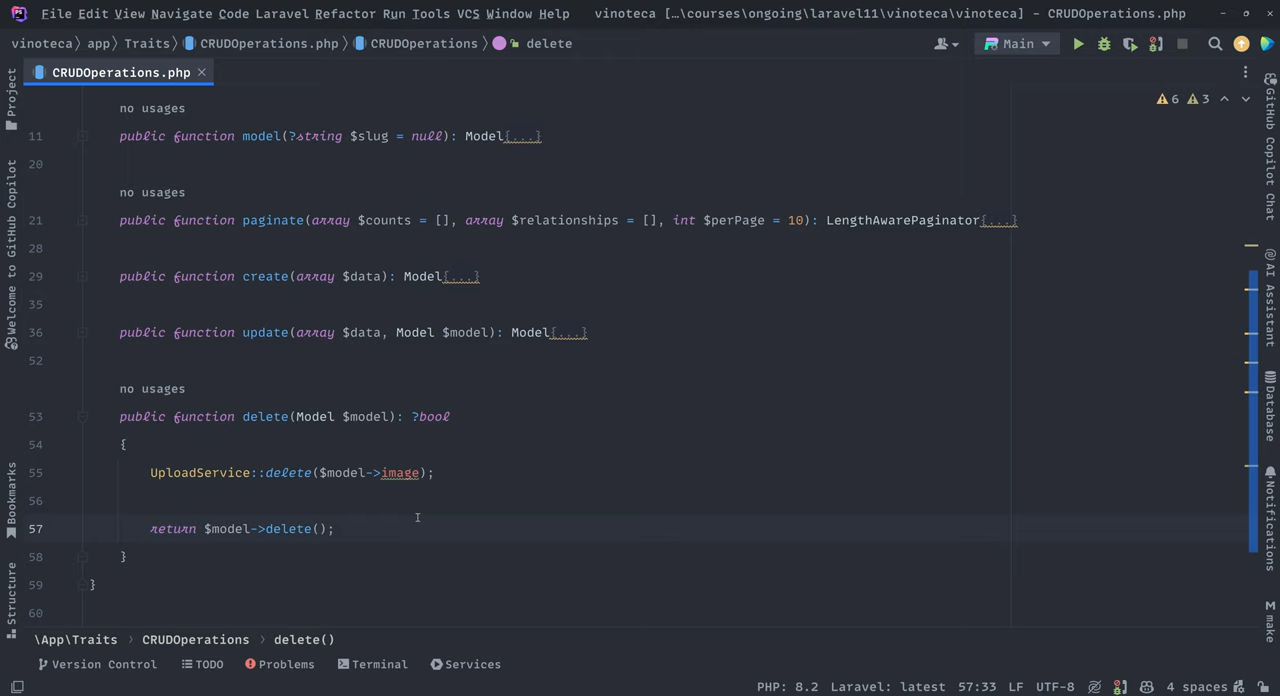 File Edit View Navigate Code Laravel Refactor Run Tools VCS Window Help vinoteca […\courses\ongoing\laravel11\vinoteca\vinoteca] - CRUDOperations.php
vinoteca app Traits CRUDOperations.php CRUDOperations delete Main
CRUDOperations.php
6 3
no usages
11 public function model(?string $slug = null): Model{...}
20
no usages
21 public function paginate(array $counts = [], array $relationships = [], int $perPage = 10): LengthAwarePaginator{...}
28
29 public function create(array $data): Model{...}
35
36 public function update(array $data, Model $model): Model{...}
52
no usages
53 public function delete(Model $model): ?bool
54 {
55 UploadService::delete($model->image);
56
57 return $model->delete();
58 }
59 }
60
\App\Traits CRUDOperations delete()
Version Control TODO Problems Terminal Services
PHP: 8.2 Laravel: latest 57:33 LF UTF-8 4 spaces
Project
Welcome to GitHub Copilot
Bookmarks
Structure
GitHub Copilot Chat
AI Assistant
Database
Notifications
M make